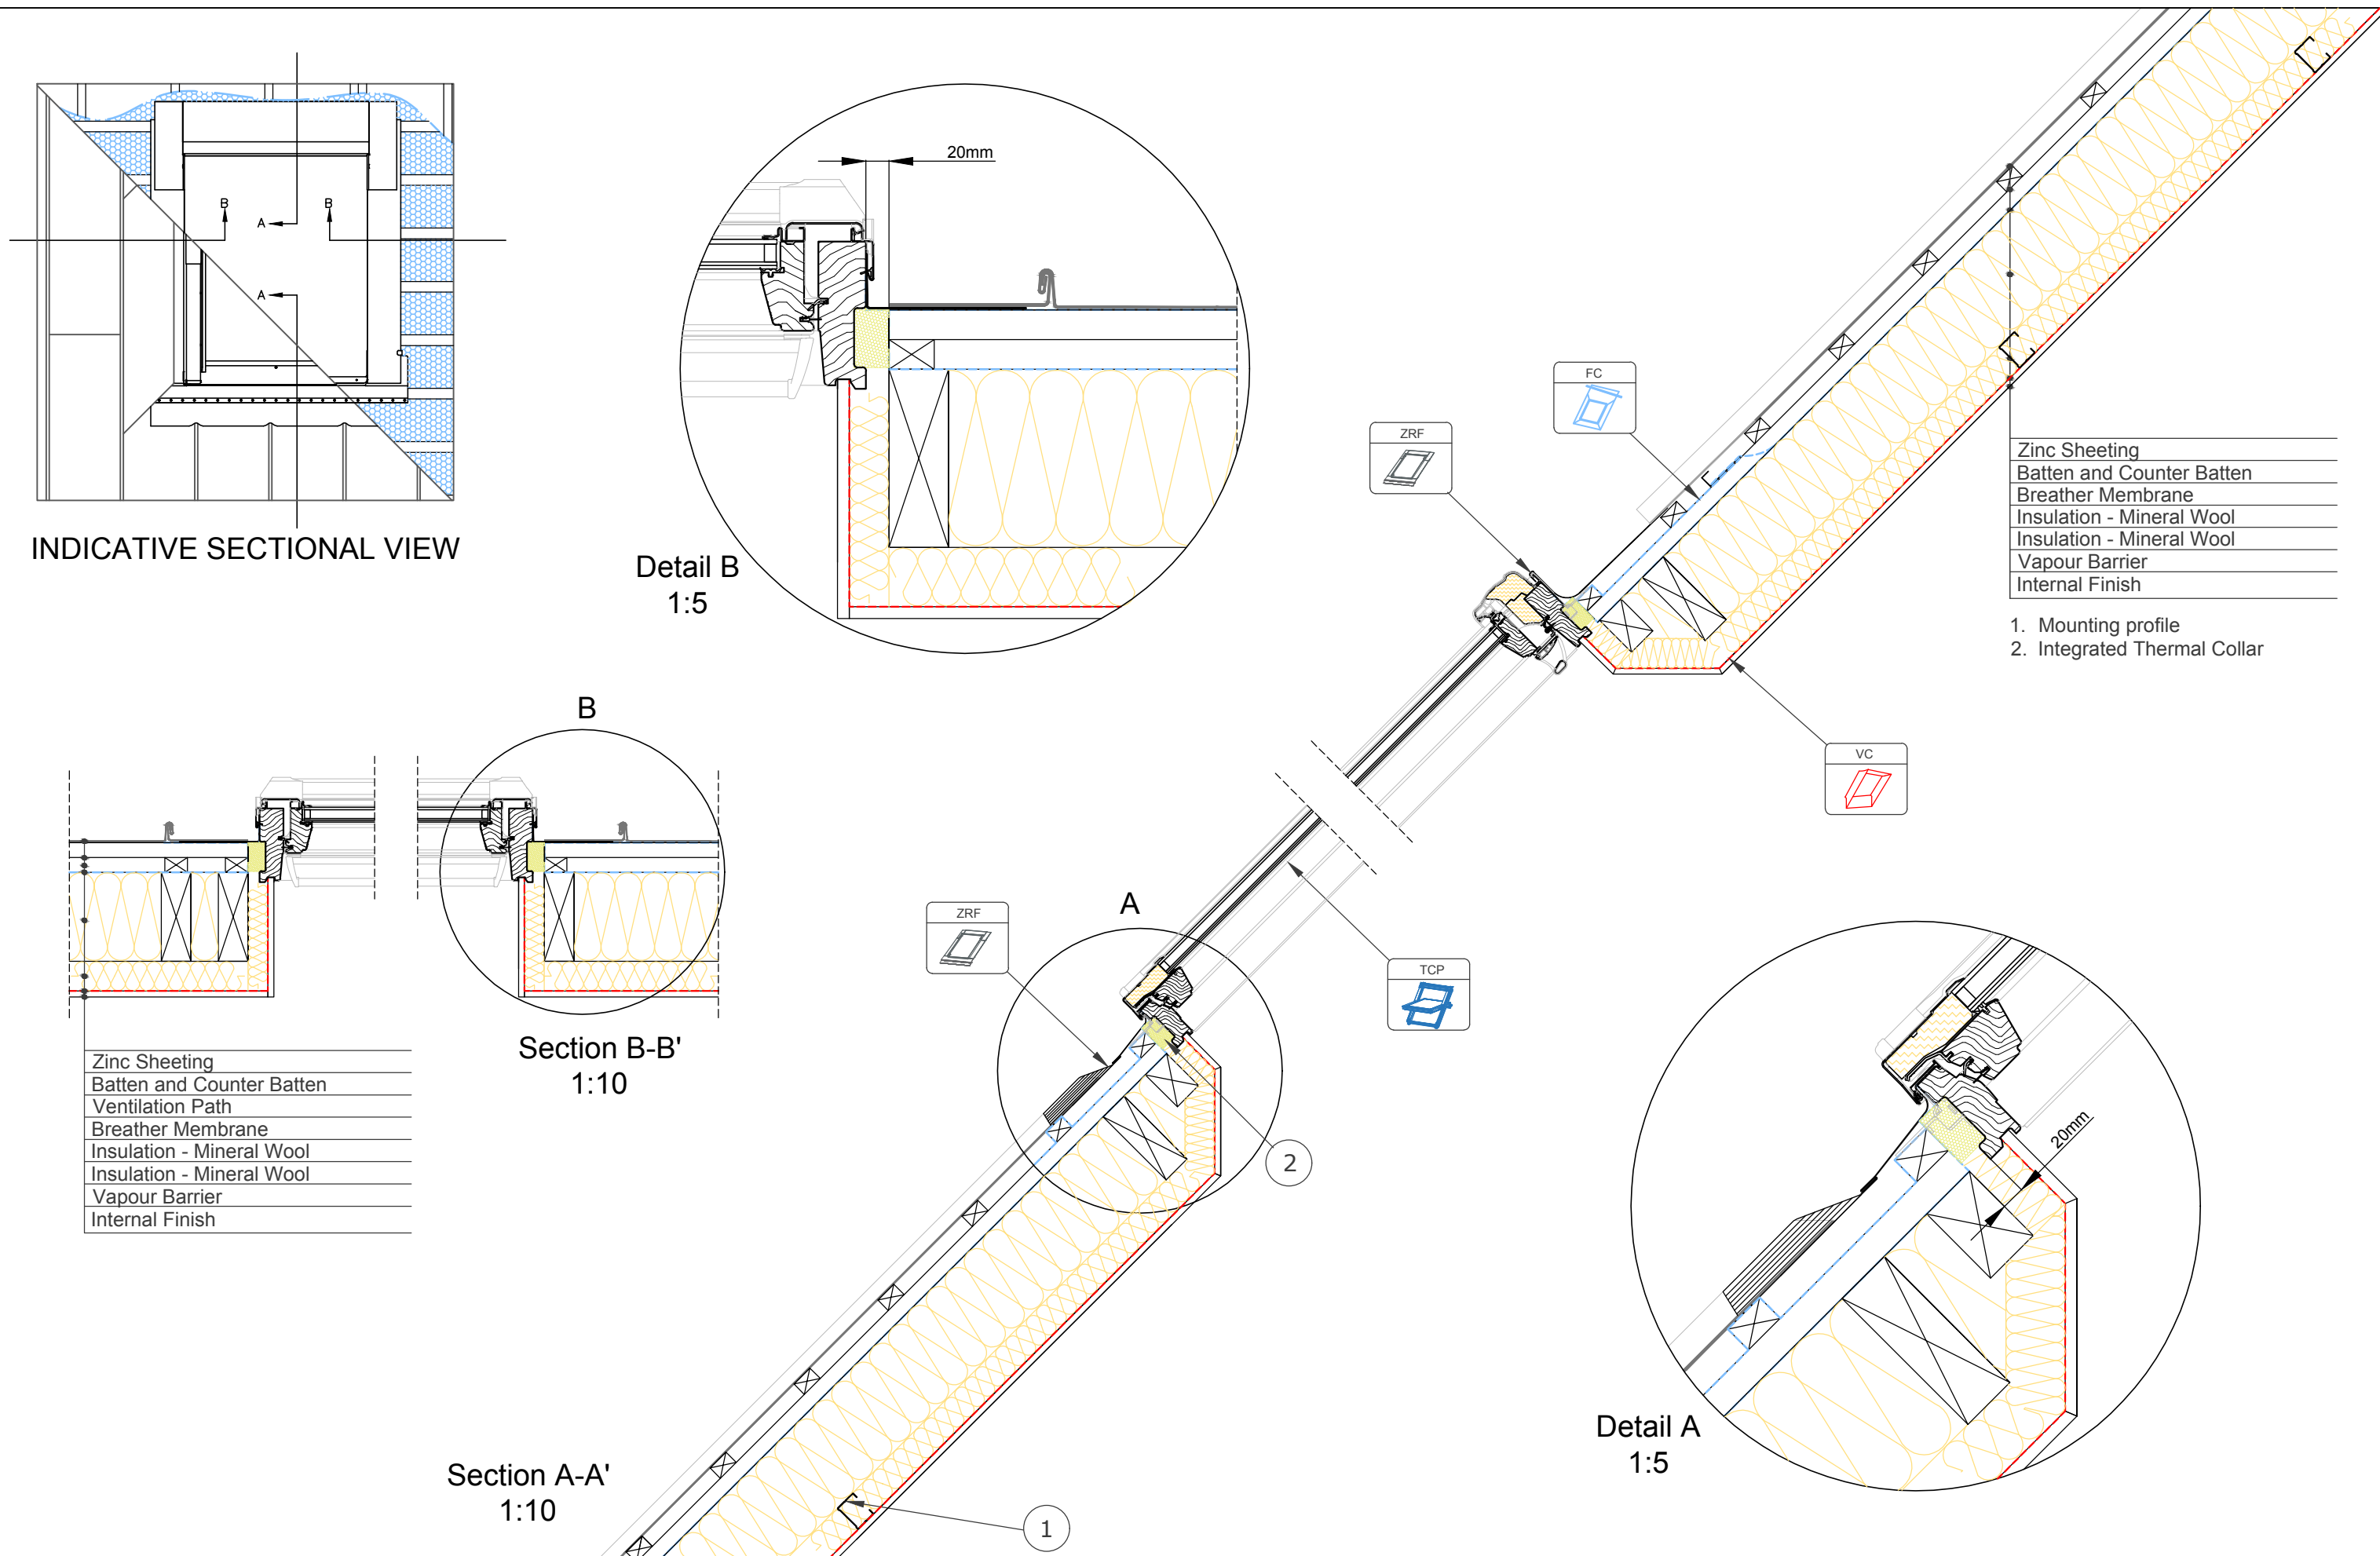 B
B
A
A
INDICATIVE SECTIONAL VIEW
20mm
Detail B
1:5
FC
ZRF
Zinc Sheeting
Batten and Counter Batten
Breather Membrane
Insulation - Mineral Wool
Insulation - Mineral Wool
Vapour Barrier
Internal Finish
1. Mounting profile
2. Integrated Thermal Collar
VC
B
Section B-B'
1:10
Zinc Sheeting
Batten and Counter Batten
Ventilation Path
Breather Membrane
Insulation - Mineral Wool
Insulation - Mineral Wool
Vapour Barrier
Internal Finish
ZRF
A
TCP
2
Section A-A'
1:10
1
20mm
Detail A
1:5